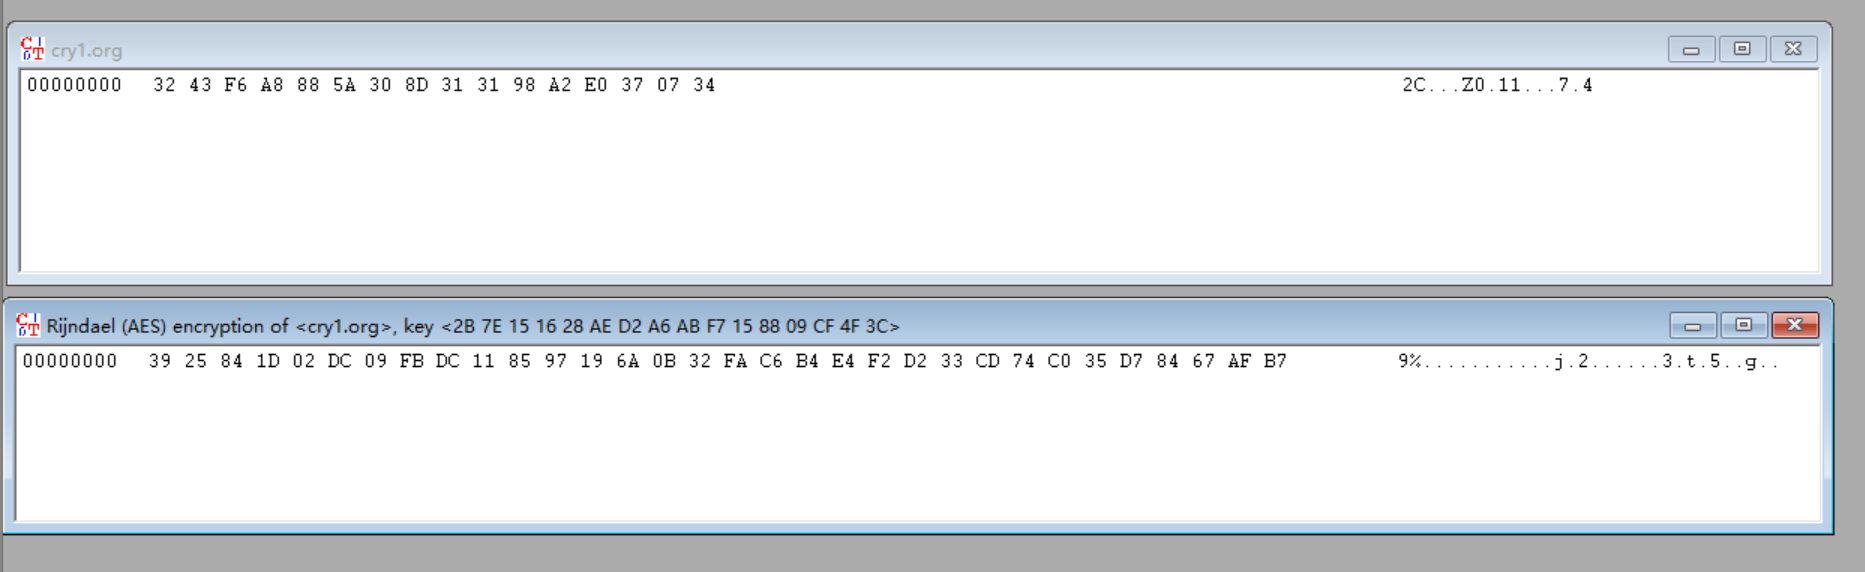 cry1.org
00000000 32 43 F6 A8 88 5A 30 8D 31 31 98 A2 E0 37 07 34 2C...Z0.11...7.4
Rijndael (AES) encryption of <cry1.org>, key <2B 7E 15 16 28 AE D2 A6 AB F7 15 88 09 CF 4F 3C>
00000000 39 25 84 1D 02 DC 09 FB DC 11 85 97 19 6A 0B 32 FA C6 B4 E4 F2 D2 33 CD 74 C0 35 D7 84 67 AF B7 9%...........j.2......3.t.5..g..